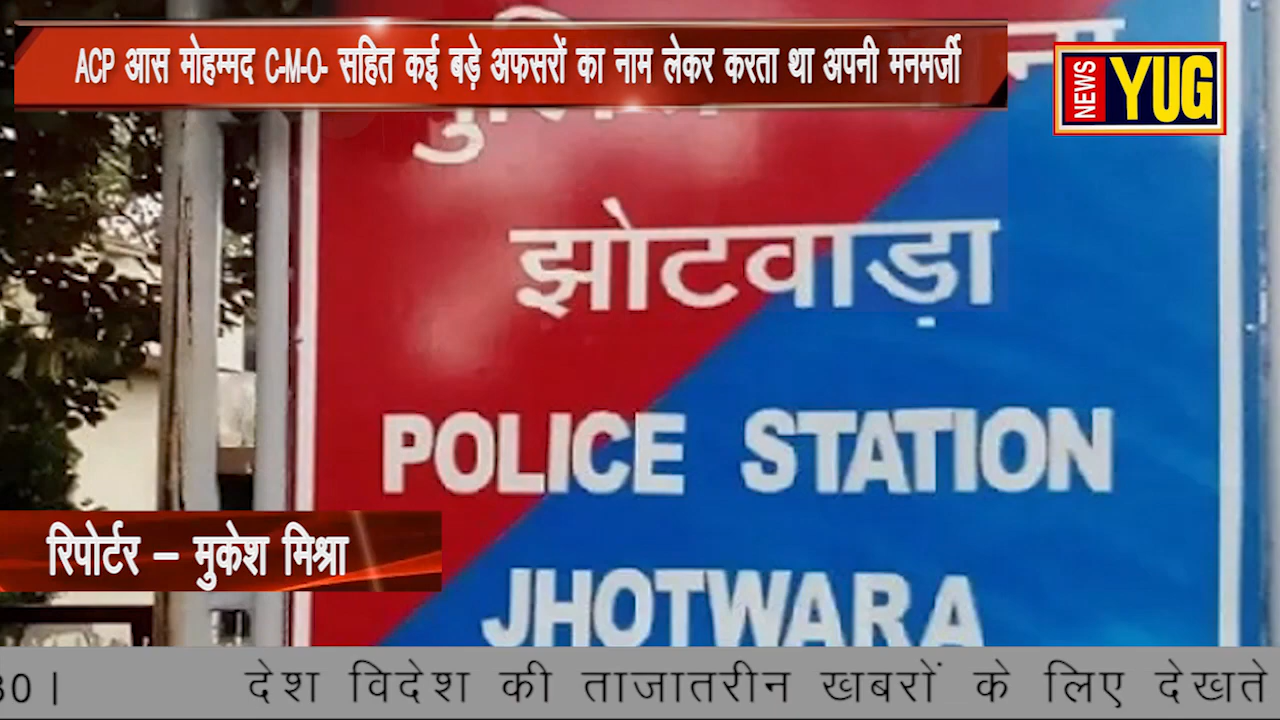 ACP आस मोहम्मद C-M-O- सहित कई बड़े अफसरों का नाम लेकर करता था अपनी मनमर्जी
NEWS YUG
झोटवाड़ा
POLICE STATION
रिपोर्टर – मुकेश मिश्रा
JHOTWARA
30 | देश विदेश की ताजातरीन खबरों के लिए देखते